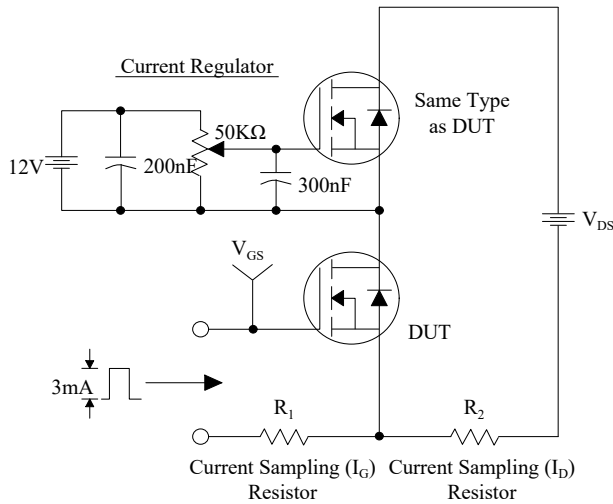 Current Regulator
Same Type
as DUT
50KΩ
12V
200nF
300nF
V_DS
V_GS
DUT
3mA
R_1
R_2
Current Sampling (I_G)
Resistor
Current Sampling (I_D)
Resistor